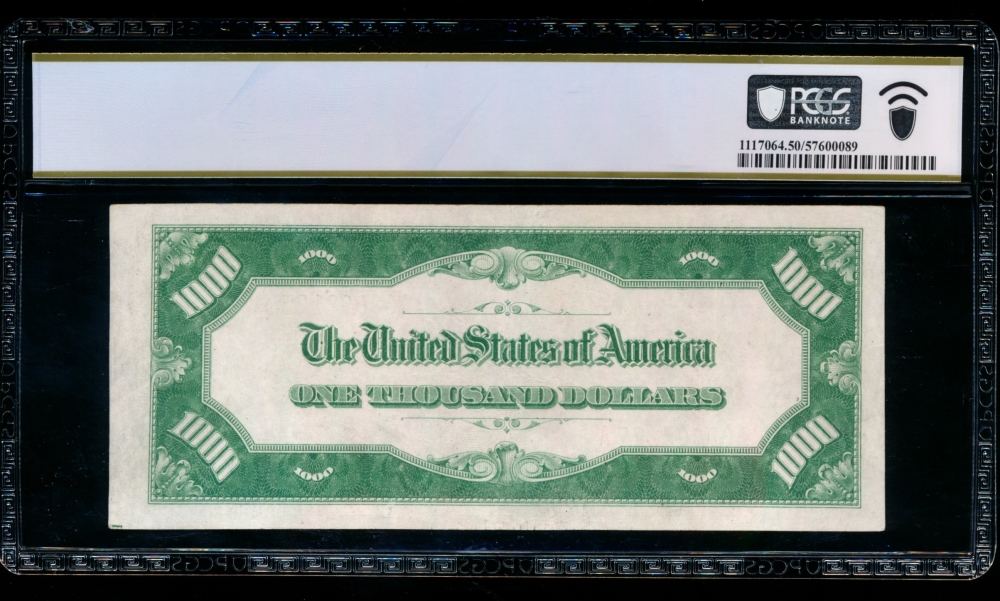 PCGS
BANKNOTE
1117064.50/57600089
1000 1000 1000 1000
The United States of America
ONE THOUSAND DOLLARS
1000 1000 1000 1000